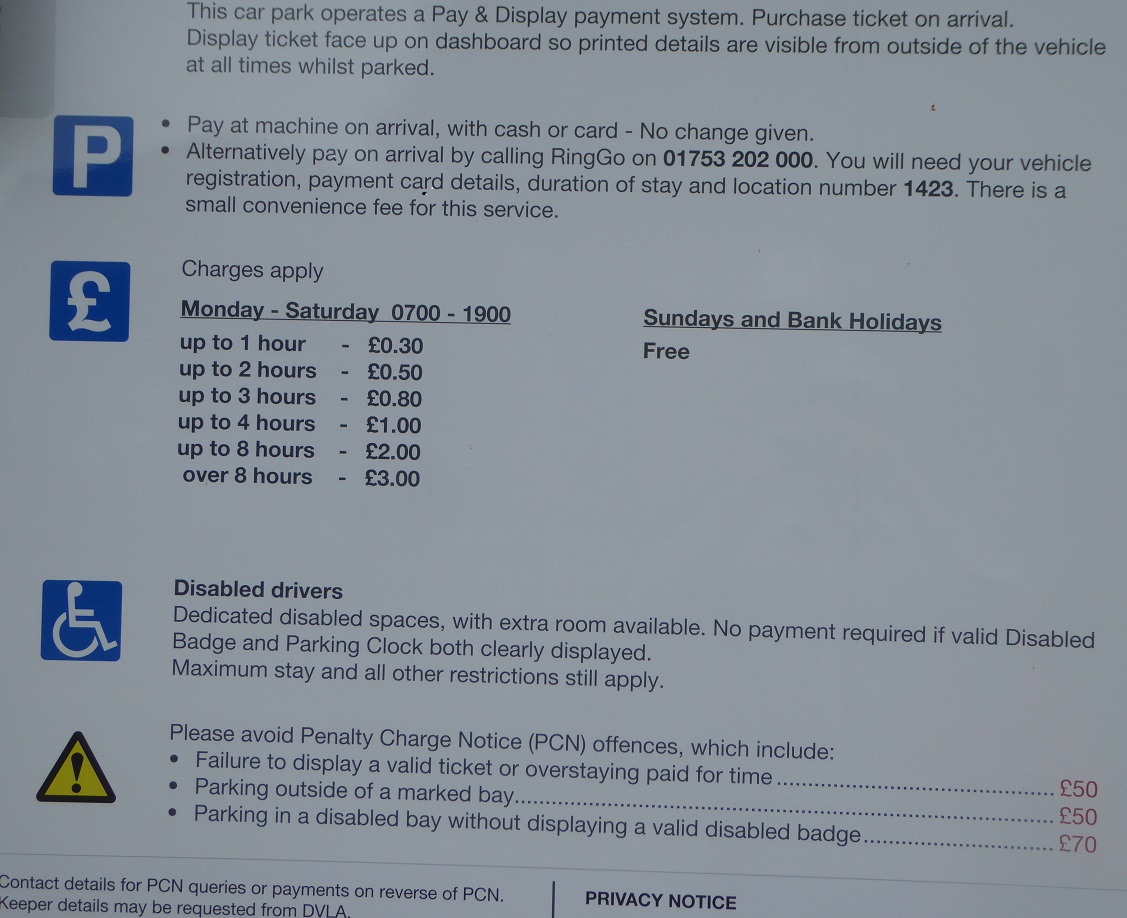 This car park operates a Pay & Display payment system. Purchase ticket on arrival.
Display ticket face up on dashboard so printed details are visible from outside of the vehicle
at all times whilst parked.
P
• Pay at machine on arrival, with cash or card - No change given.
• Alternatively pay on arrival by calling RingGo on 01753 202 000. You will need your vehicle
registration, payment card details, duration of stay and location number 1423. There is a
small convenience fee for this service.
£
Charges apply
Monday - Saturday 0700 - 1900
up to 1 hour - £0.30
up to 2 hours - £0.50
up to 3 hours - £0.80
up to 4 hours - £1.00
up to 8 hours - £2.00
over 8 hours - £3.00
Sundays and Bank Holidays
Free
Disabled drivers
Dedicated disabled spaces, with extra room available. No payment required if valid Disabled
Badge and Parking Clock both clearly displayed.
Maximum stay and all other restrictions still apply.
Please avoid Penalty Charge Notice (PCN) offences, which include:
• Failure to display a valid ticket or overstaying paid for time ........ £50
• Parking outside of a marked bay........ £50
• Parking in a disabled bay without displaying a valid disabled badge........ £70
Contact details for PCN queries or payments on reverse of PCN.
Keeper details may be requested from DVLA.
PRIVACY NOTICE